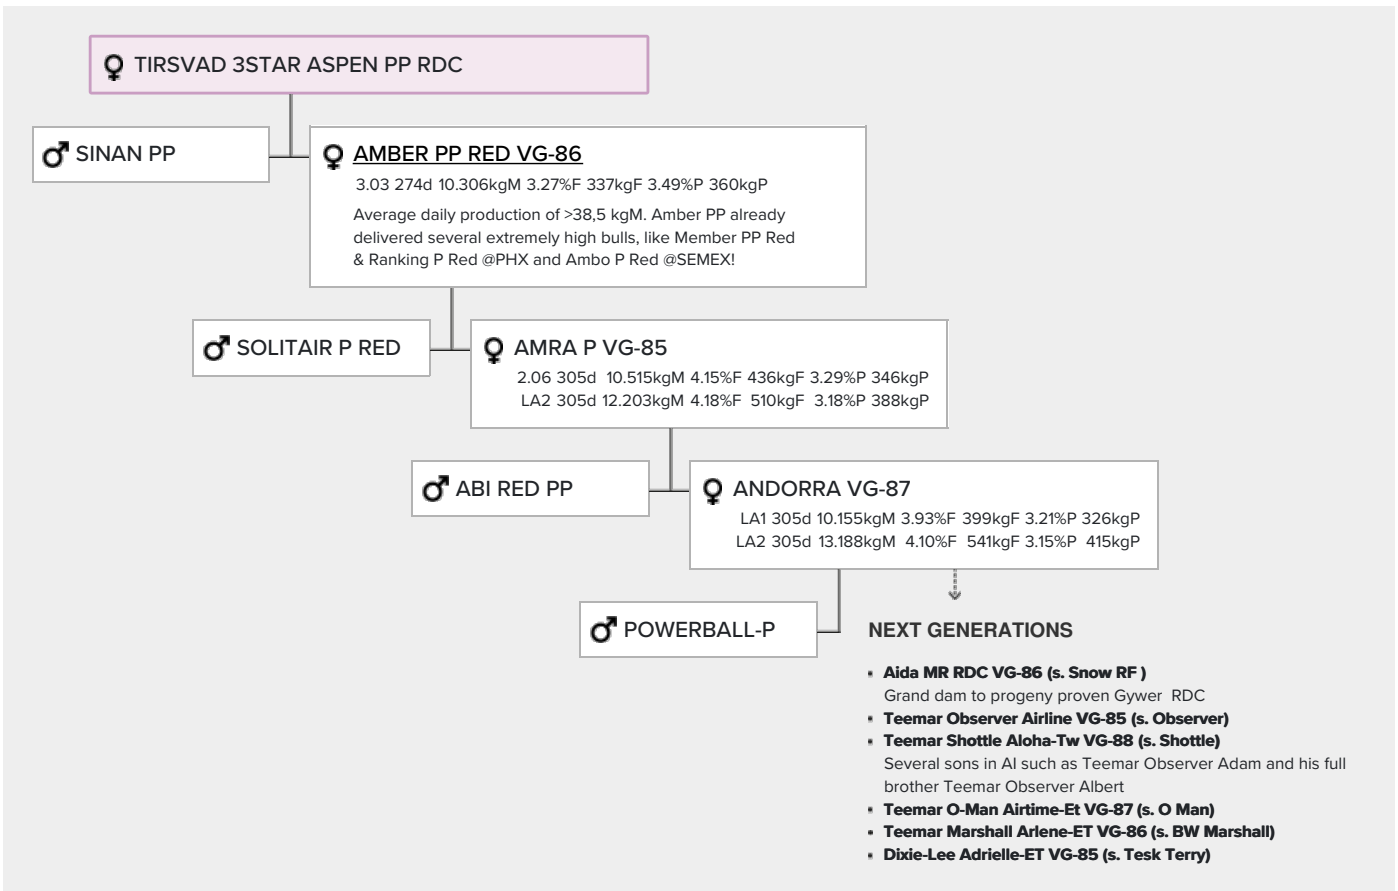 TIRSVAD 3STAR ASPEN PP RDC
SINAN PP
AMBER PP RED VG-86
3.03 274d 10.306kgM 3.27%F 337kgF 3.49%P 360kgP
Average daily production of >38,5 kgM. Amber PP already
delivered several extremely high bulls, like Member PP Red
& Ranking P Red @PHX and Ambo P Red @SEMEX!
SOLITAIR P RED
AMRA P VG-85
2.06 305d 10.515kgM 4.15%F 436kgF 3.29%P 346kgP
LA2 305d 12.203kgM 4.18%F 510kgF 3.18%P 388kgP
ABI RED PP
ANDORRA VG-87
LA1 305d 10.155kgM 3.93%F 399kgF 3.21%P 326kgP
LA2 305d 13.188kgM 4.10%F 541kgF 3.15%P 415kgP
POWERBALL-P
NEXT GENERATIONS
• Aida MR RDC VG-86 (s. Snow RF )
Grand dam to progeny proven Gywer RDC
• Teemar Observer Airline VG-85 (s. Observer)
• Teemar Shottle Aloha-Tw VG-88 (s. Shottle)
Several sons in AI such as Teemar Observer Adam and his full
brother Teemar Observer Albert
• Teemar O-Man Airtime-Et VG-87 (s. O Man)
• Teemar Marshall Arlene-ET VG-86 (s. BW Marshall)
• Dixie-Lee Adrielle-ET VG-85 (s. Tesk Terry)